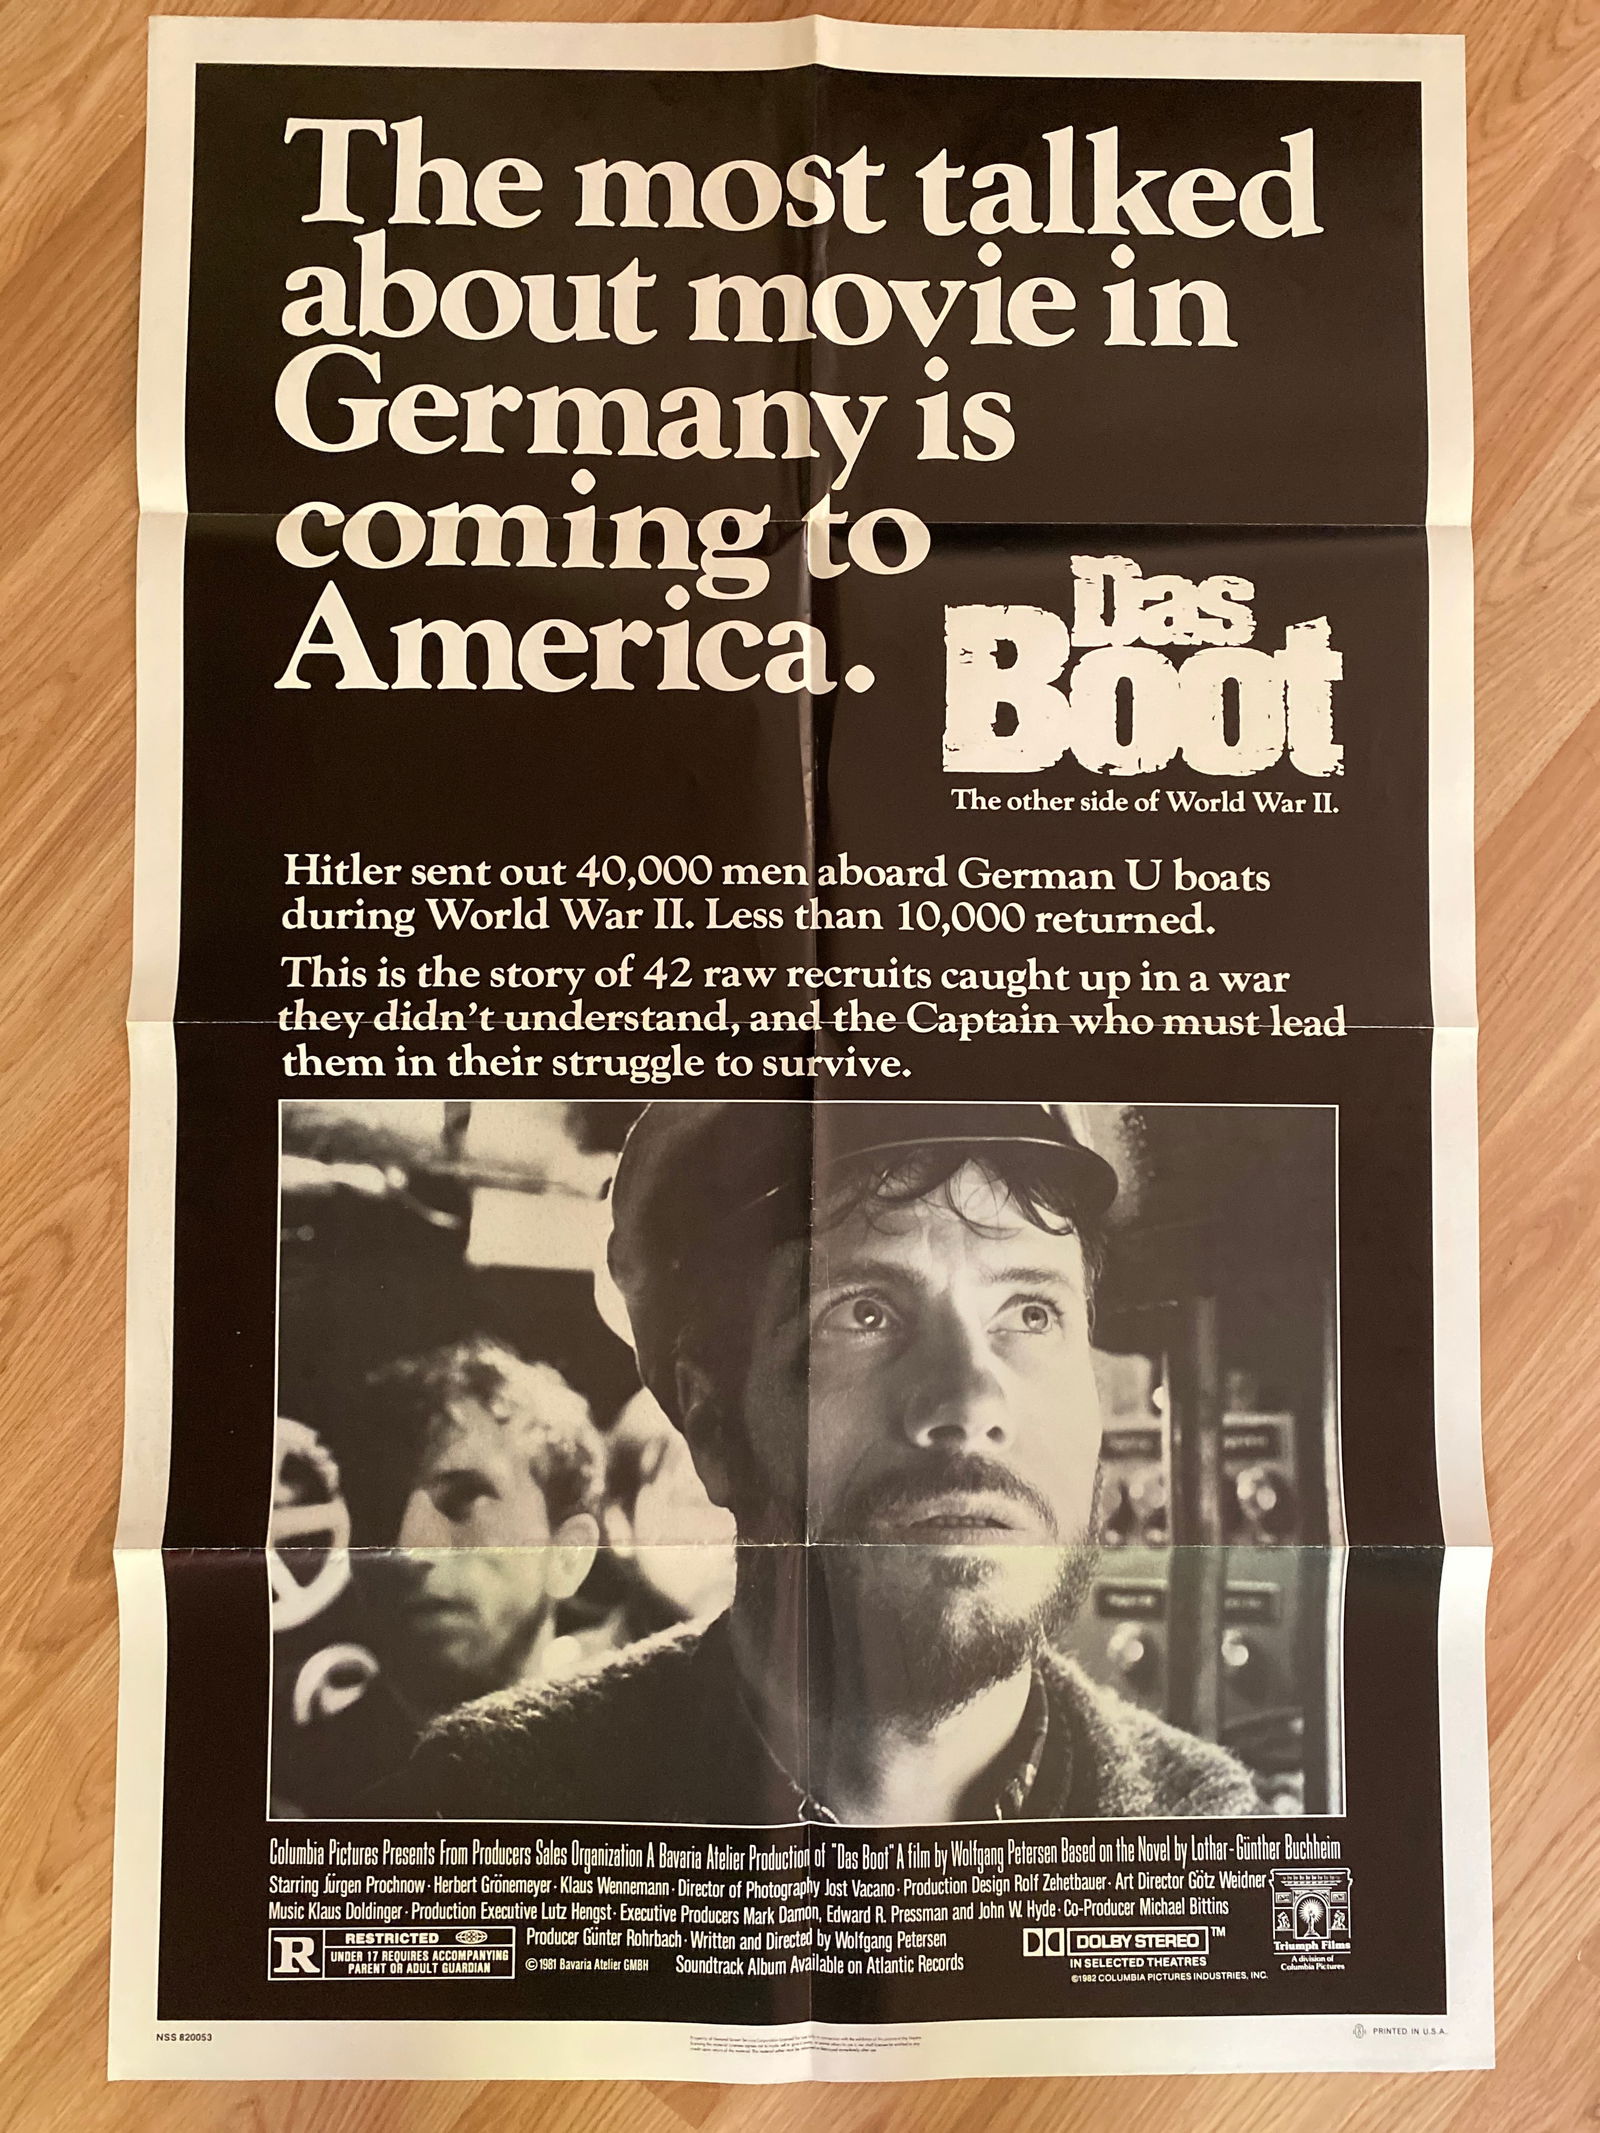 The most talked
about movie in
Germany is
coming to
America.
Das
Boot
The other side of World War II.
Hitler sent out 40,000 men aboard German U boats
during World War II. Less than 10,000 returned.
This is the story of 42 raw recruits caught up in a war
they didn't understand, and the Captain who must lead
them in their struggle to survive.
Columbia Pictures Presents From Producers Sales Organization A Bavaria Atelier Production of "Das Boot" A film by Wolfgang Petersen Based on the Novel by Lothar-Günther Buchheim
Starring Jürgen Prochnow · Herbert Grönemeyer · Klaus Wennemann · Director of Photography Jost Vacano · Production Design Rolf Zehetbauer · Art Director Götz Weidner
Music Klaus Doldinger · Production Executive Lutz Hengst · Executive Producers Mark Damon, Edward R. Pressman and John W. Hyde · Co-Producer Michael Bittins
R RESTRICTED
UNDER 17 REQUIRES ACCOMPANYING
PARENT OR ADULT GUARDIAN
Producer Günter Rohrbach · Written and Directed by Wolfgang Petersen
©1981 Bavaria Atelier GMBH Soundtrack Album Available on Atlantic Records
DOLBY STEREO TM
IN SELECTED THEATRES
©1982 COLUMBIA PICTURES INDUSTRIES, INC.
Triumph Films
A division of
Columbia Pictures
NSS 820053
PRINTED IN U.S.A.